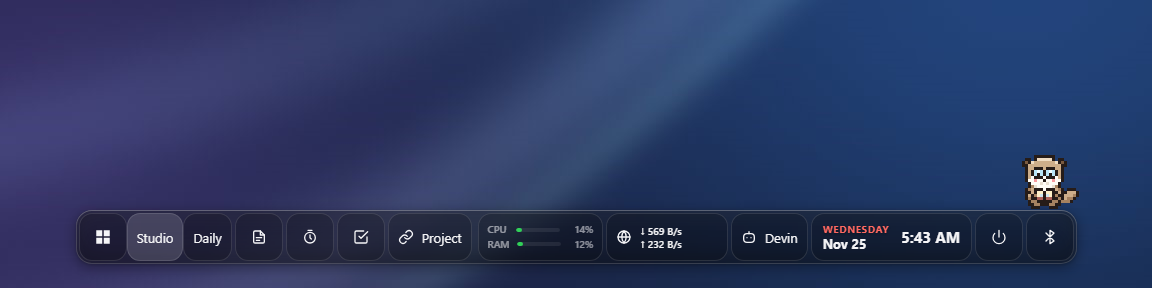 Studio
Daily
Project
CPU 14%
RAM 12%
↓ 569 B/s
↑ 232 B/s
Devin
WEDNESDAY
Nov 25
5:43 AM